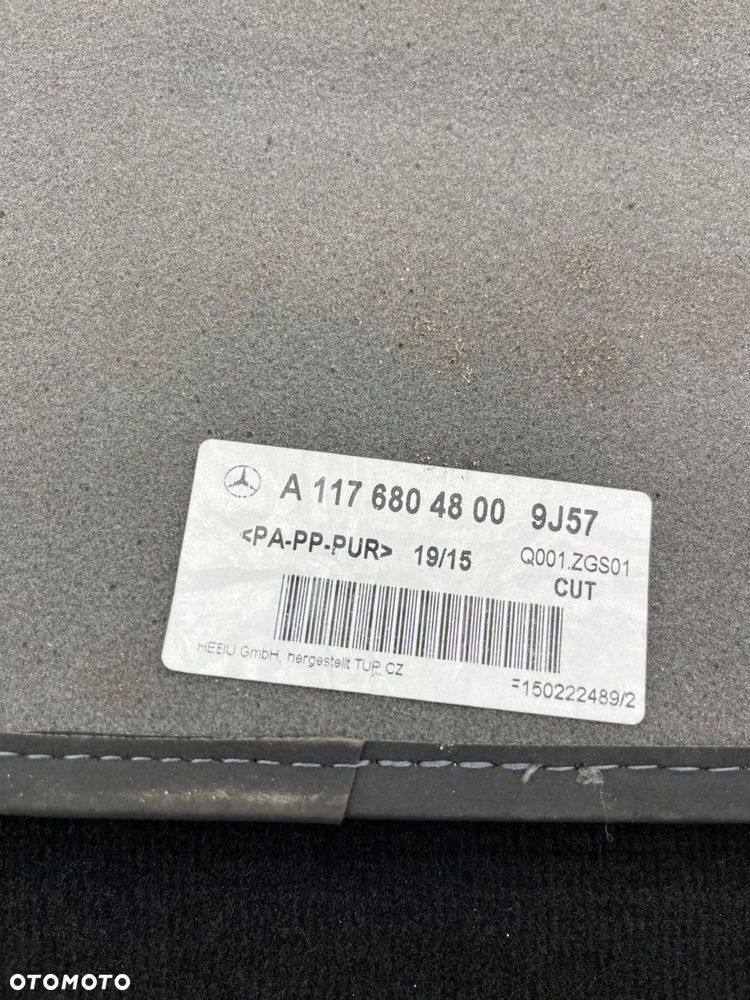 A 117 680 48 00 9J57
<PA-PP-PUR> 19/15 Q001.ZGS01
CUT
HEBIU GmbH, hergestellt TUP CZ
F150222489/2
OTOMOTO